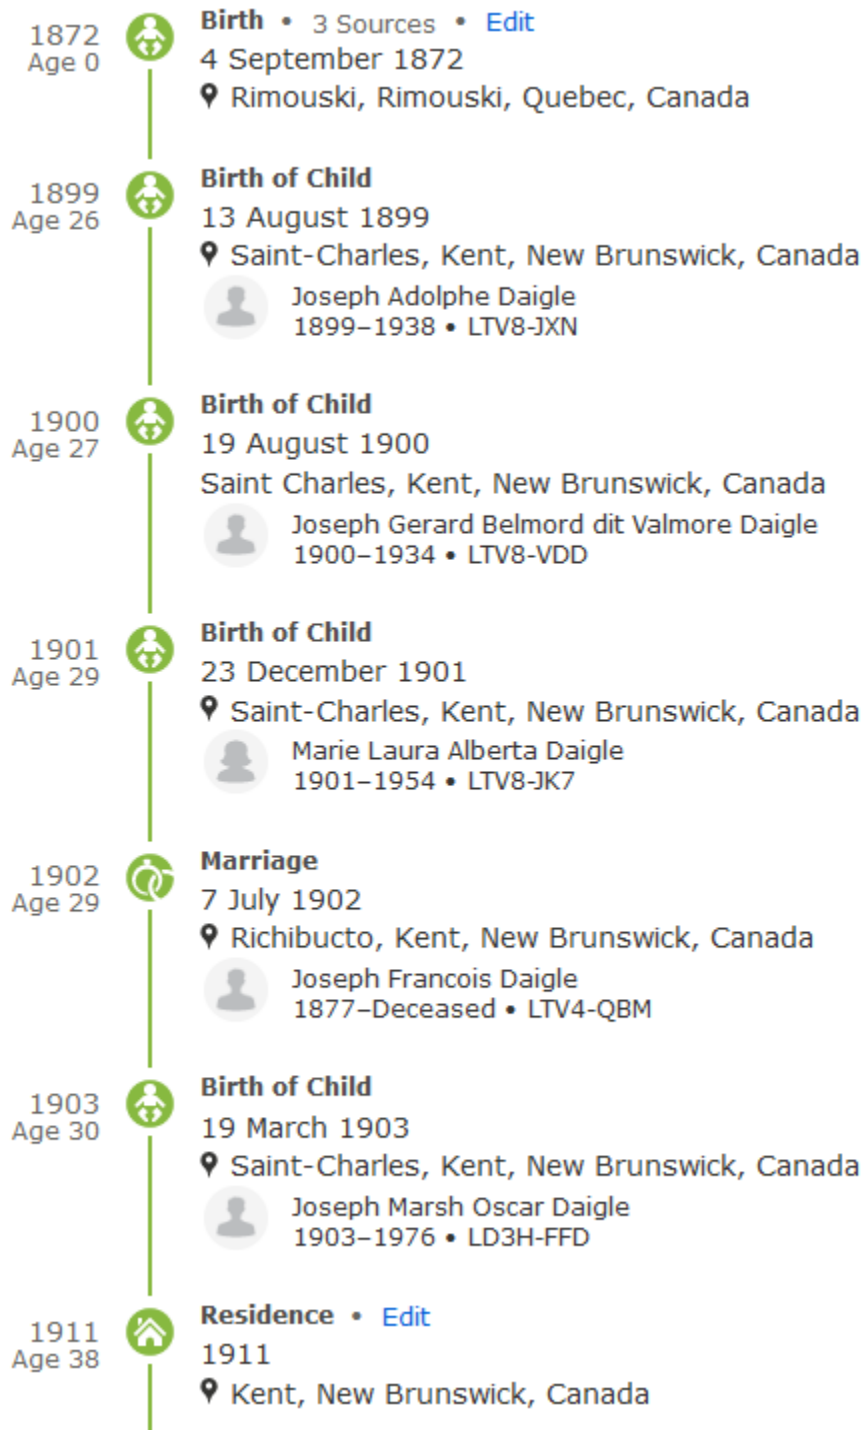 1872
Age 0
Birth • 3 Sources • Edit
4 September 1872
Rimouski, Rimouski, Quebec, Canada
1899
Age 26
Birth of Child
13 August 1899
Saint-Charles, Kent, New Brunswick, Canada
Joseph Adolphe Daigle
1899–1938 • LTV8-JXN
1900
Age 27
Birth of Child
19 August 1900
Saint Charles, Kent, New Brunswick, Canada
Joseph Gerard Belmord dit Valmore Daigle
1900–1934 • LTV8-VDD
1901
Age 29
Birth of Child
23 December 1901
Saint-Charles, Kent, New Brunswick, Canada
Marie Laura Alberta Daigle
1901–1954 • LTV8-JK7
1902
Age 29
Marriage
7 July 1902
Richibucto, Kent, New Brunswick, Canada
Joseph Francois Daigle
1877–Deceased • LTV4-QBM
1903
Age 30
Birth of Child
19 March 1903
Saint-Charles, Kent, New Brunswick, Canada
Joseph Marsh Oscar Daigle
1903–1976 • LD3H-FFD
1911
Age 38
Residence • Edit
1911
Kent, New Brunswick, Canada